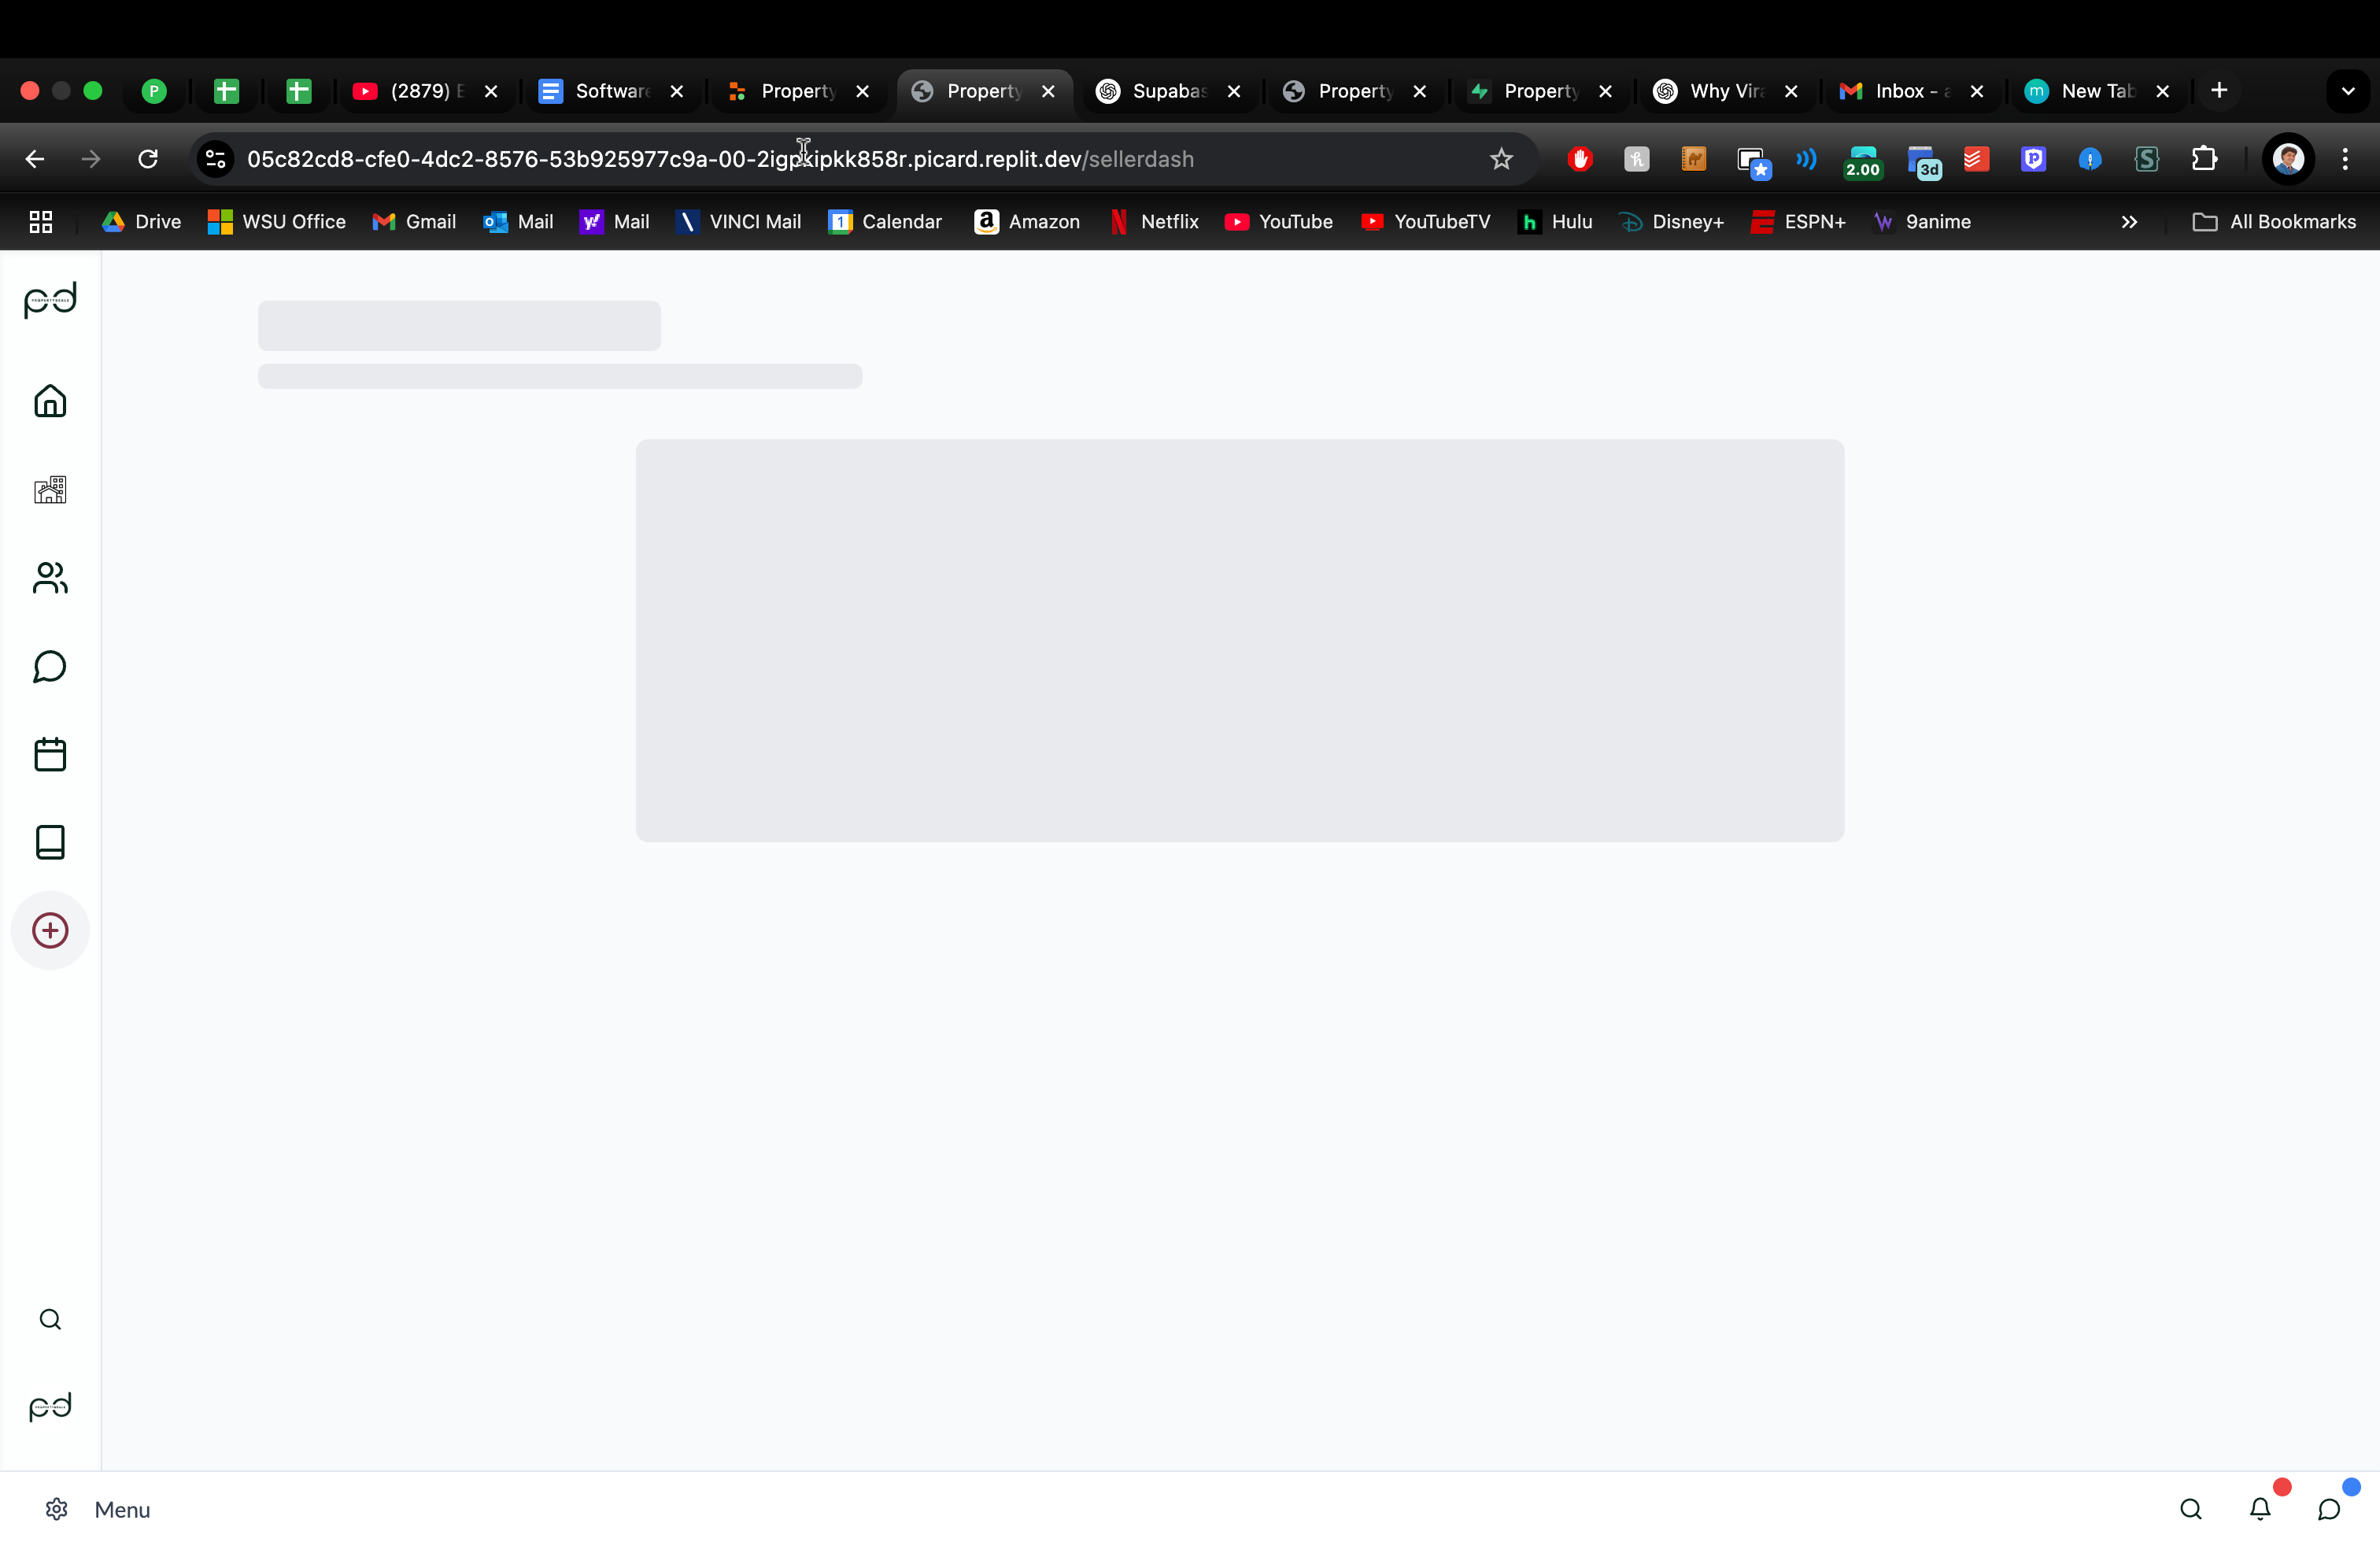 P
(2879) E
Software
Property
Property
Supabas
Property
Property
Why Vira
Inbox - a
m
New Tab
05c82cd8-cfe0-4dc2-8576-53b925977c9a-00-2igpkipkk858r.picard.replit.dev/sellerdash
2.00
3d
Drive
WSU Office
Gmail
Mail
Mail
VINCI Mail
Calendar
Amazon
Netflix
YouTube
YouTubeTV
Hulu
Disney+
ESPN+
9anime
All Bookmarks
pd
pd
Menu